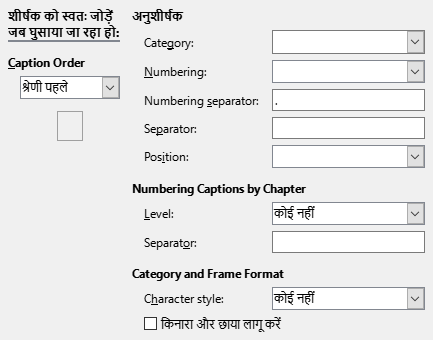 शीर्षक को स्वतः जोड़ें
जब घुसाया जा रहा हो:
Caption Order
श्रेणी पहले
अनुशीर्षक
Category:
Numbering:
Numbering separator: .
Separator:
Position:
Numbering Captions by Chapter
Level: कोई नहीं
Separator:
Category and Frame Format
Character style: कोई नहीं
किनारा और छाया लागू करें